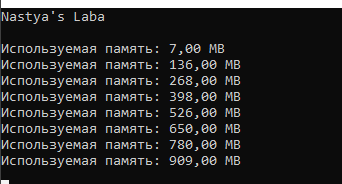 Nastya's Laba
Используемая память: 7,00 MB
Используемая память: 136,00 MB
Используемая память: 268,00 MB
Используемая память: 398,00 MB
Используемая память: 526,00 MB
Используемая память: 650,00 MB
Используемая память: 780,00 MB
Используемая память: 909,00 MB